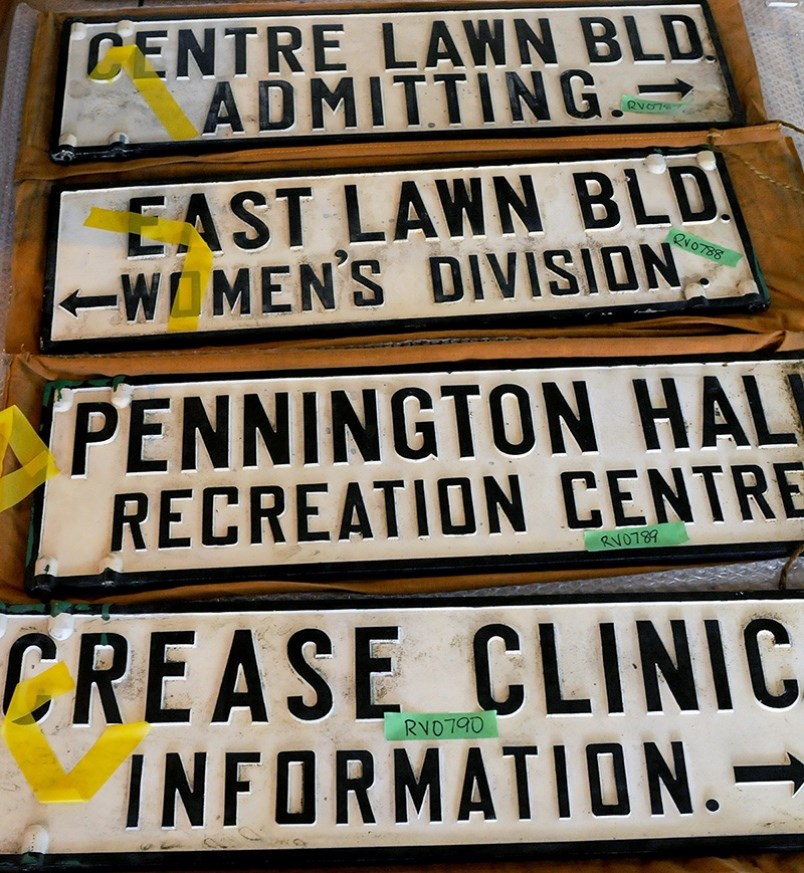 CENTRE LAWN BLD.
ADMITTING. →
EAST LAWN BLD.
RV0788
← WOMEN'S DIVISION.
PENNINGTON HALL
RECREATION CENTRE
RV0789
CREASE CLINIC
RV0790
INFORMATION. →